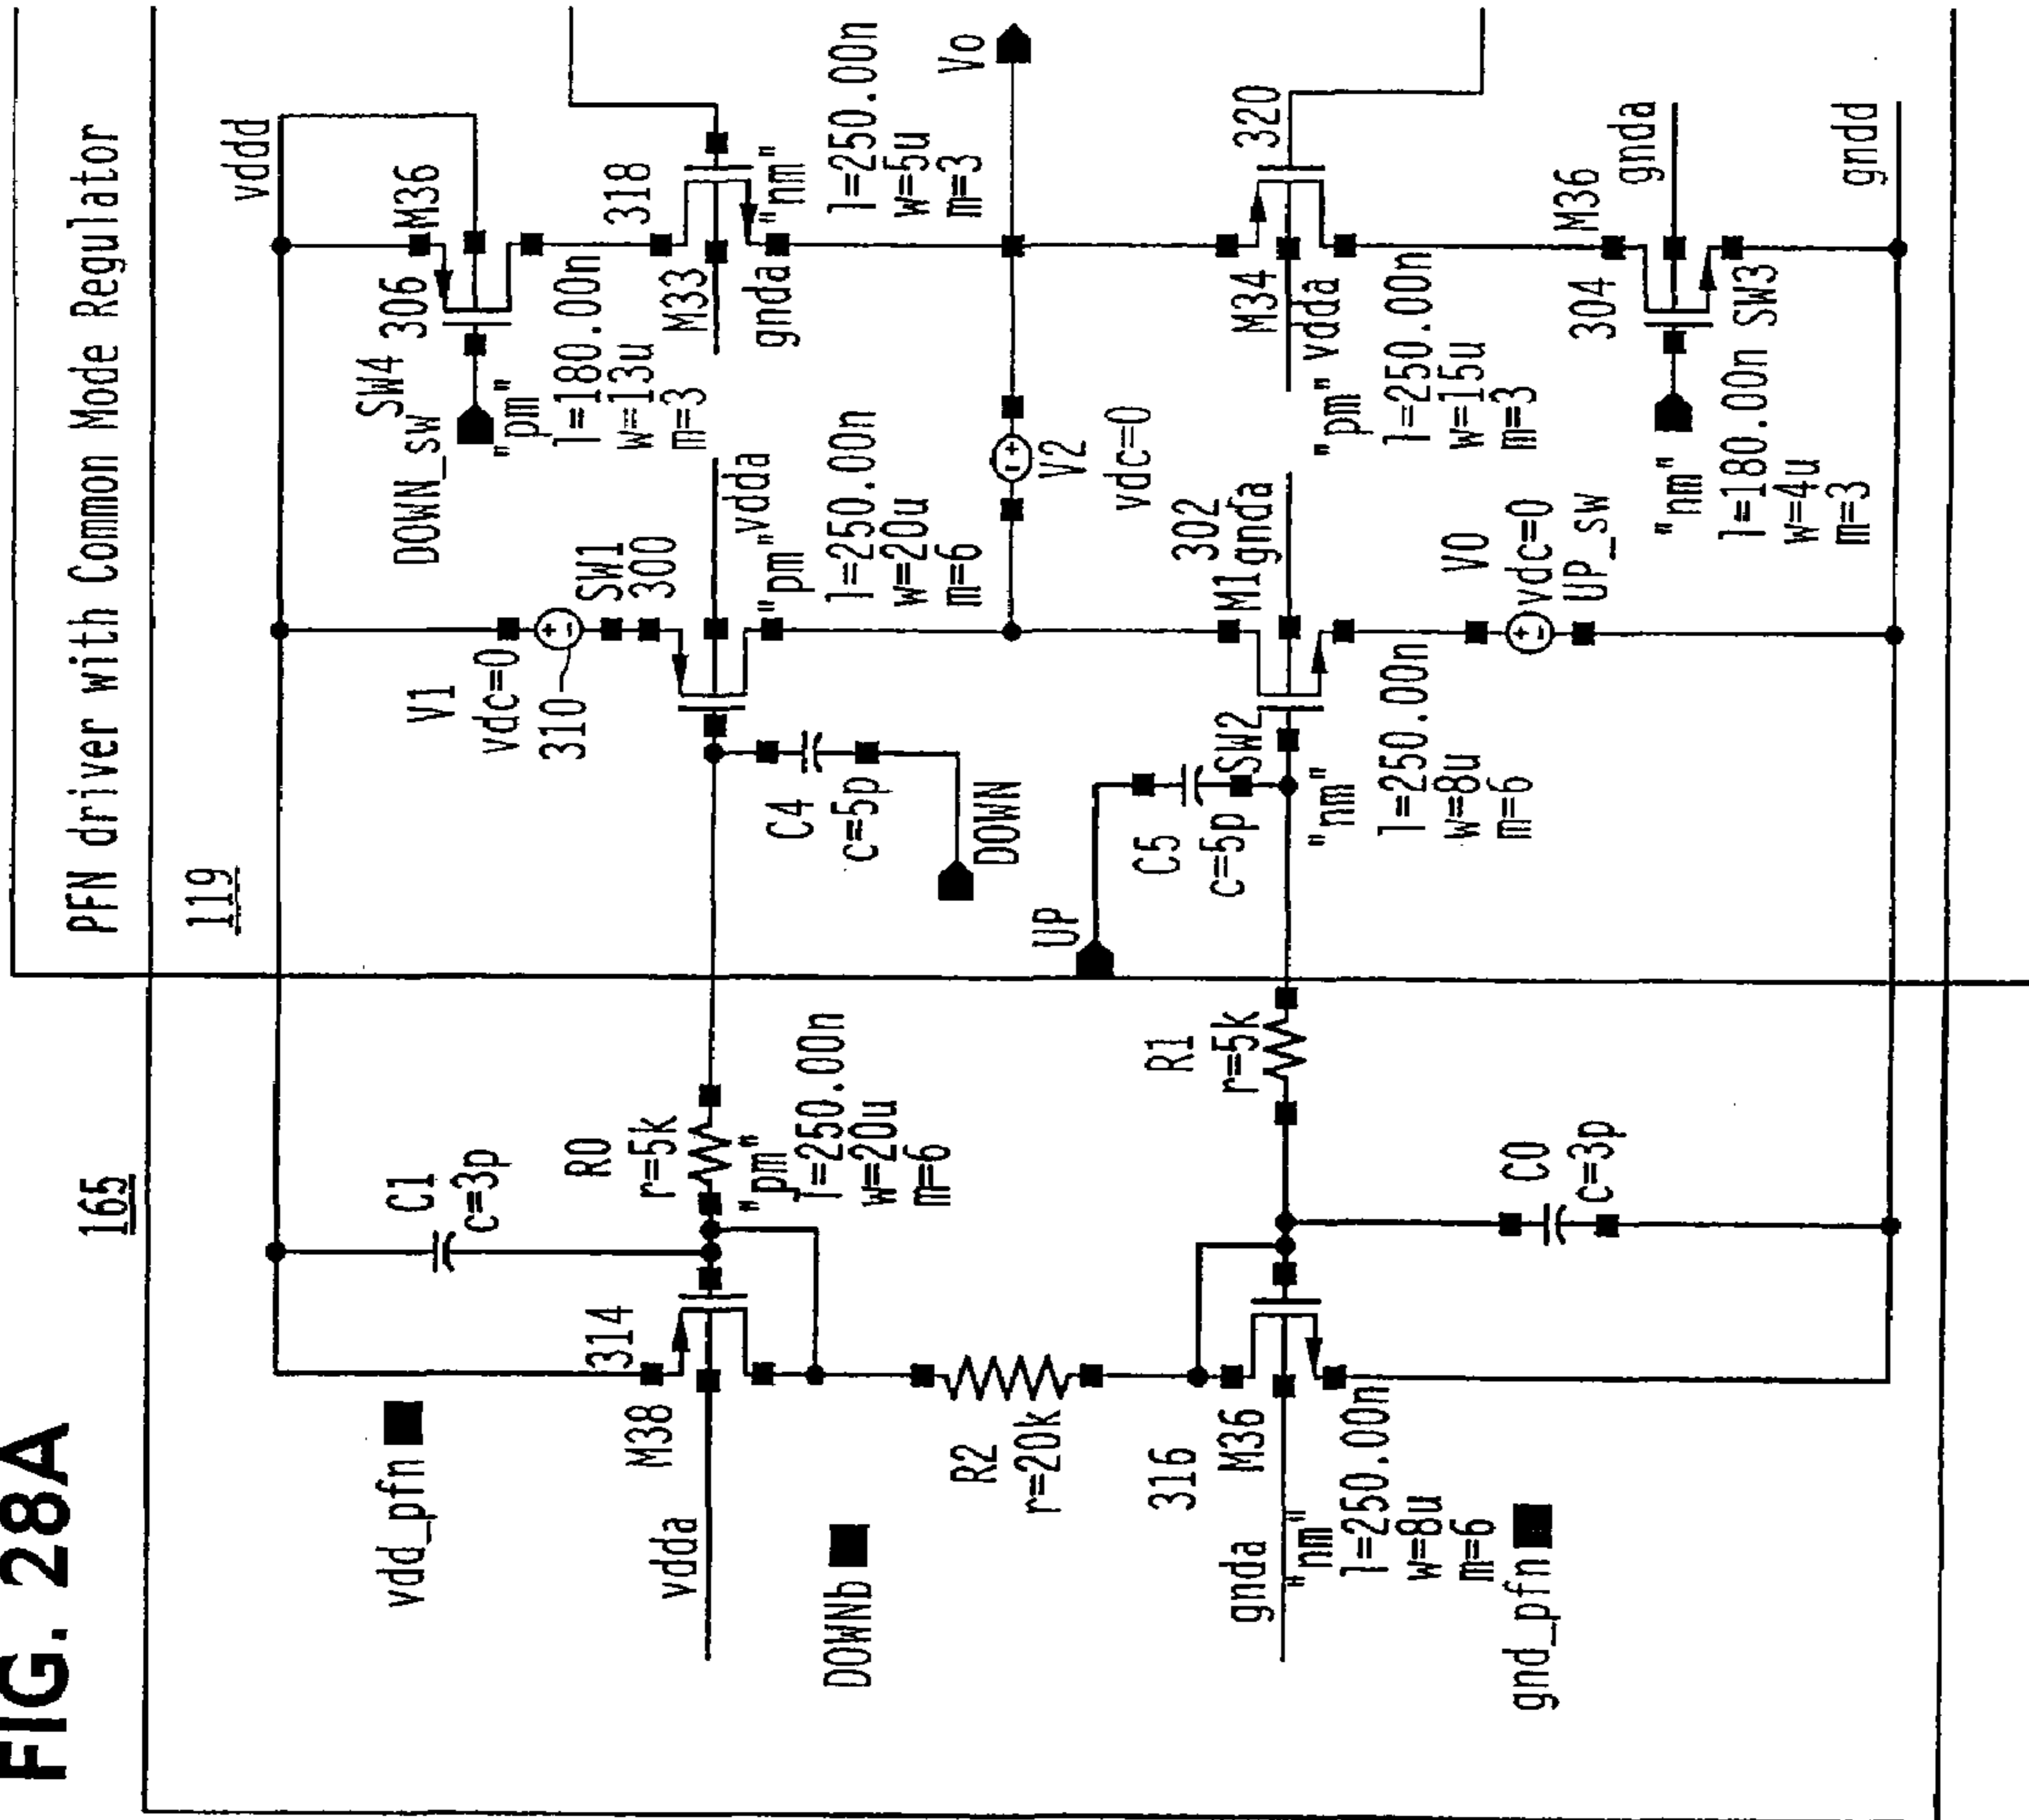 FIG. 28A
165
PFN driver with Common Mode Regulator
119
vddd
vdd_pfn
C1
c=3p
V1
vdc=0
310
SW1
300
SW4
306
M36
DOWN_sw
"pm"
l=180.00n
w=13u
m=3
318
M33
gnda
"nm"
l=250.00n
w=5u
m=3
M38
314
vdda
R0
r=5k
"pm"
l=250.00n
w=20u
m=6
C4
c=5p
DOWN
"pm"
vdda
l=250.00n
w=20u
m=6
V2
vdc=0
Vo
DOWNb
R2
r=20k
316
M36
gnda
"nm"
l=250.00n
w=8u
m=6
gnd_pfn
C0
c=3p
R1
r=5k
UP
C5
c=5p
SW2
302
M1
gnda
"nm"
l=250.00n
w=8u
m=6
V0
vdc=0
UP_sw
320
M34
vdda
"pm"
l=250.00n
w=15u
m=3
304
M36
gnda
SW3
"nm"
l=180.00n
w=4u
m=3
gndd